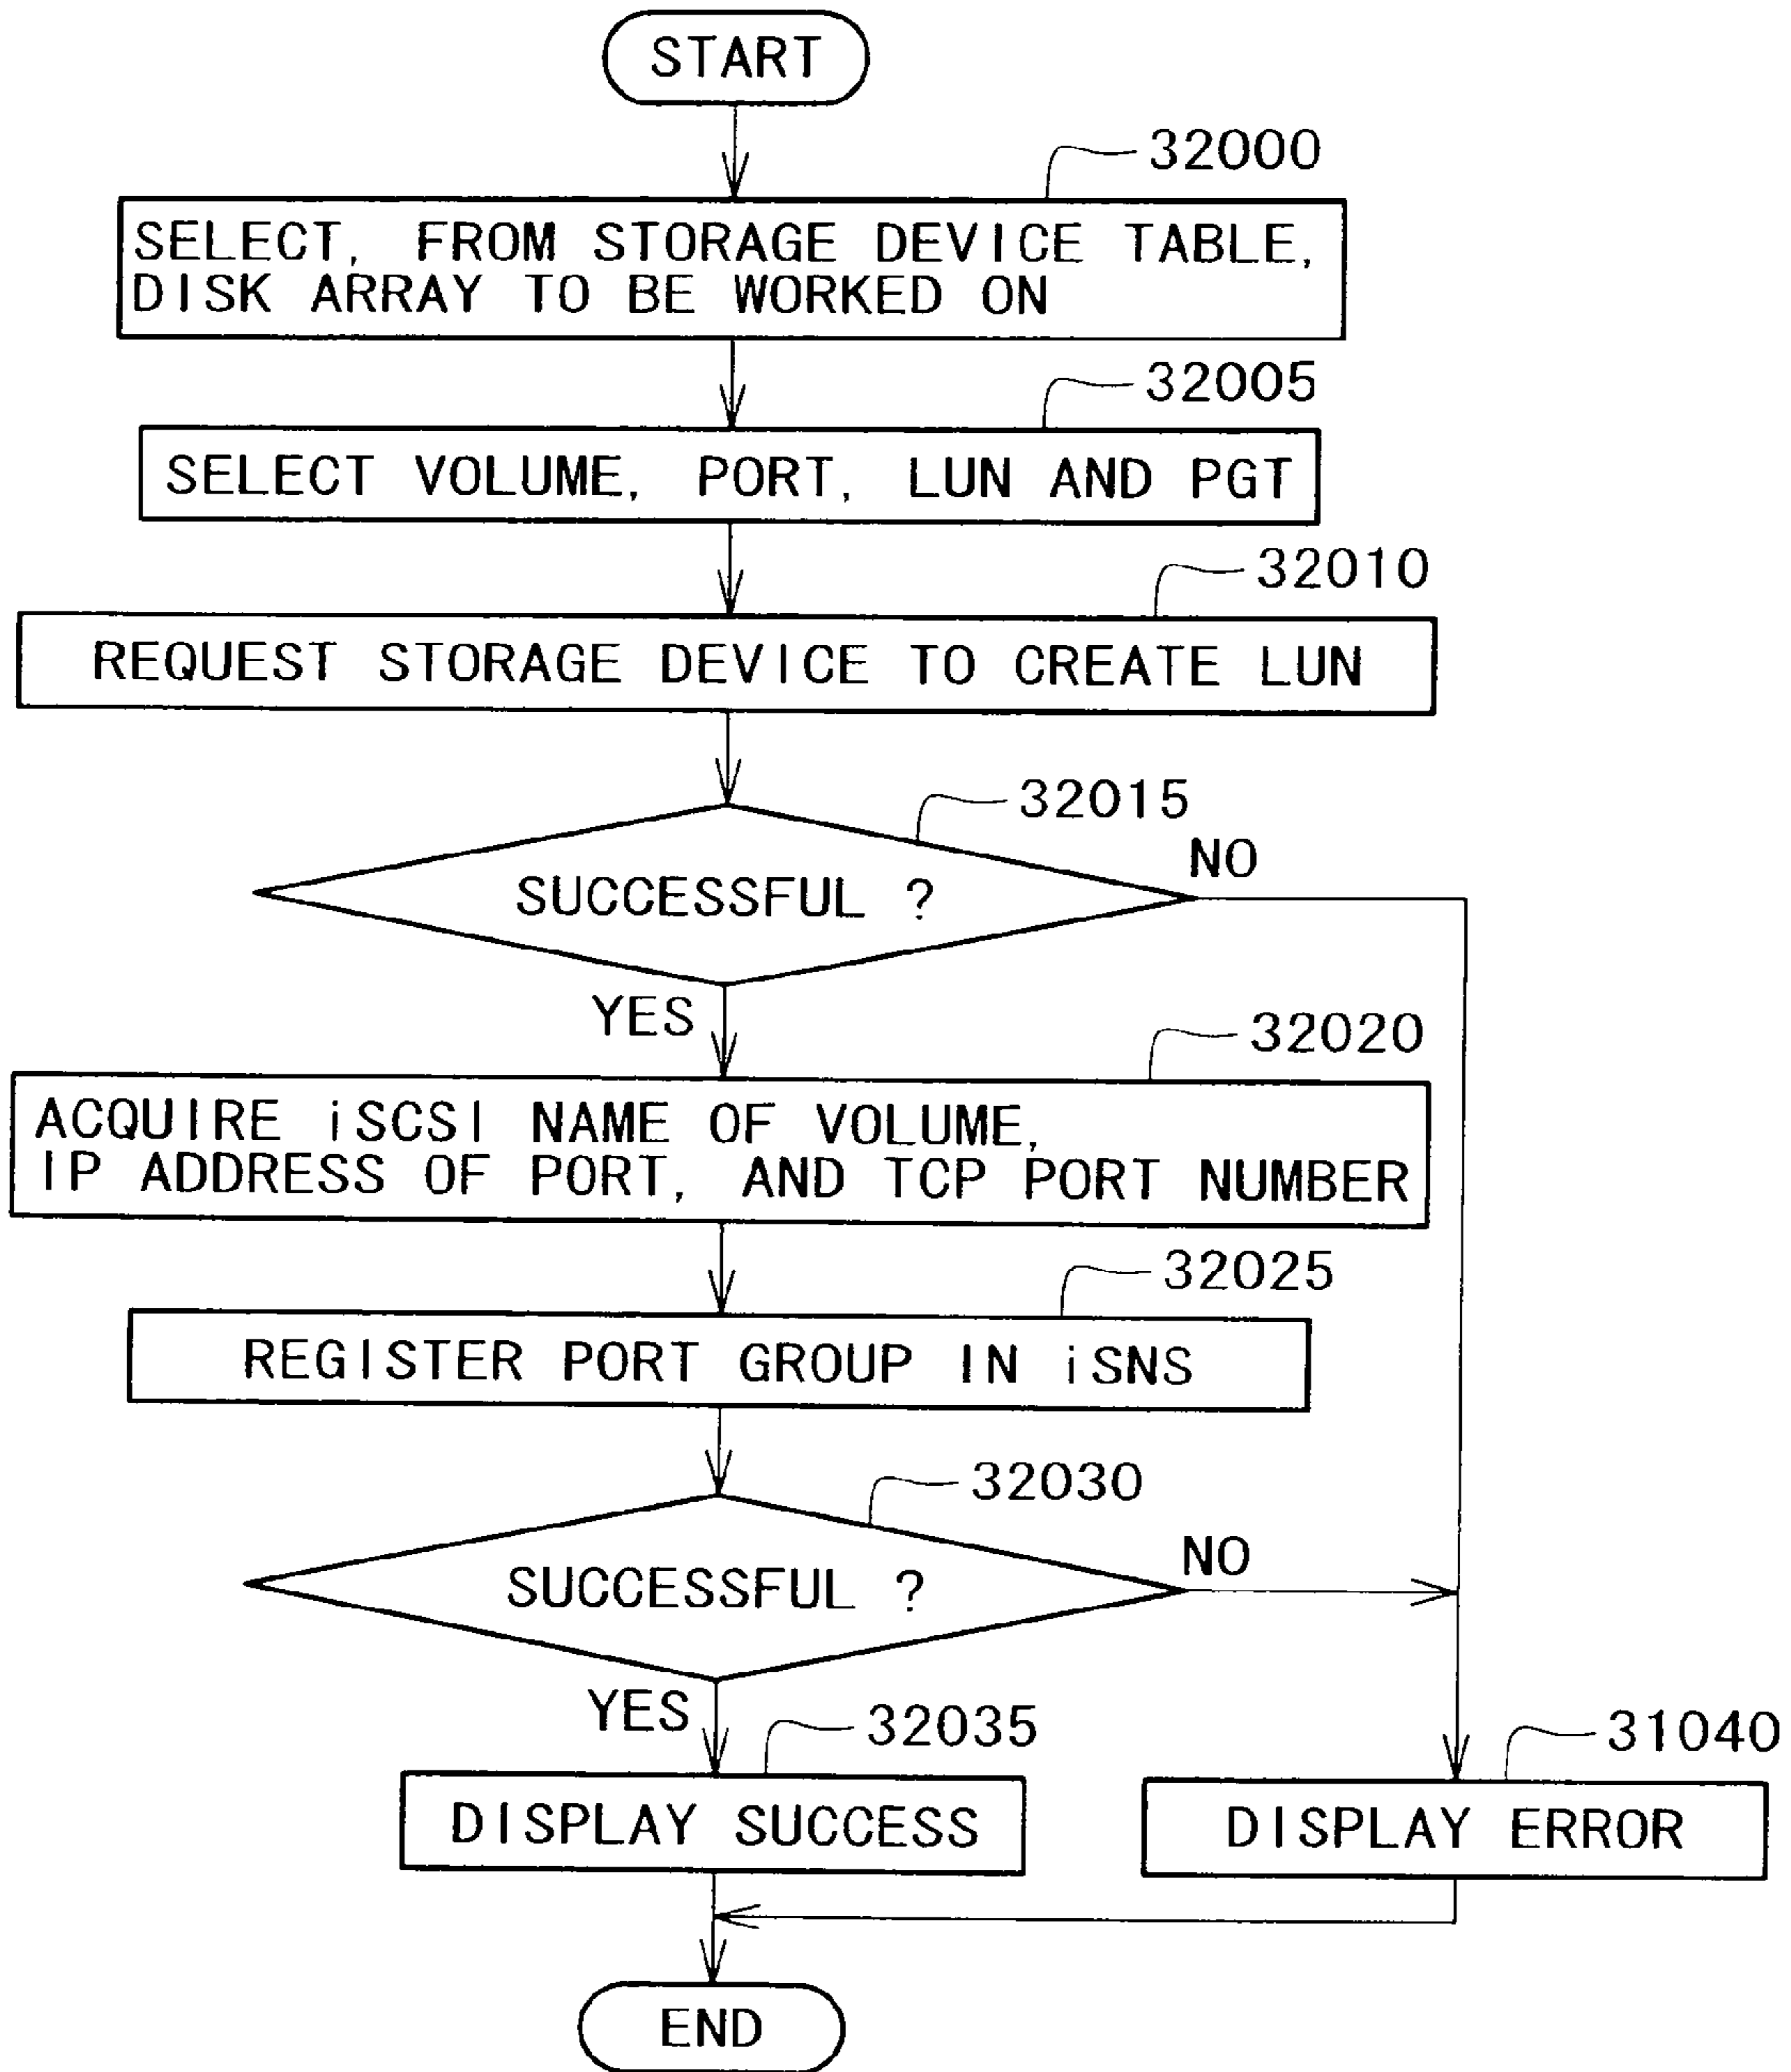 START
32000
SELECT, FROM STORAGE DEVICE TABLE,
DISK ARRAY TO BE WORKED ON
32005
SELECT VOLUME, PORT, LUN AND PGT
32010
REQUEST STORAGE DEVICE TO CREATE LUN
32015
SUCCESSFUL ?
NO
YES
32020
ACQUIRE iSCSI NAME OF VOLUME,
IP ADDRESS OF PORT, AND TCP PORT NUMBER
32025
REGISTER PORT GROUP IN iSNS
32030
SUCCESSFUL ?
NO
YES
32035
31040
DISPLAY SUCCESS
DISPLAY ERROR
END